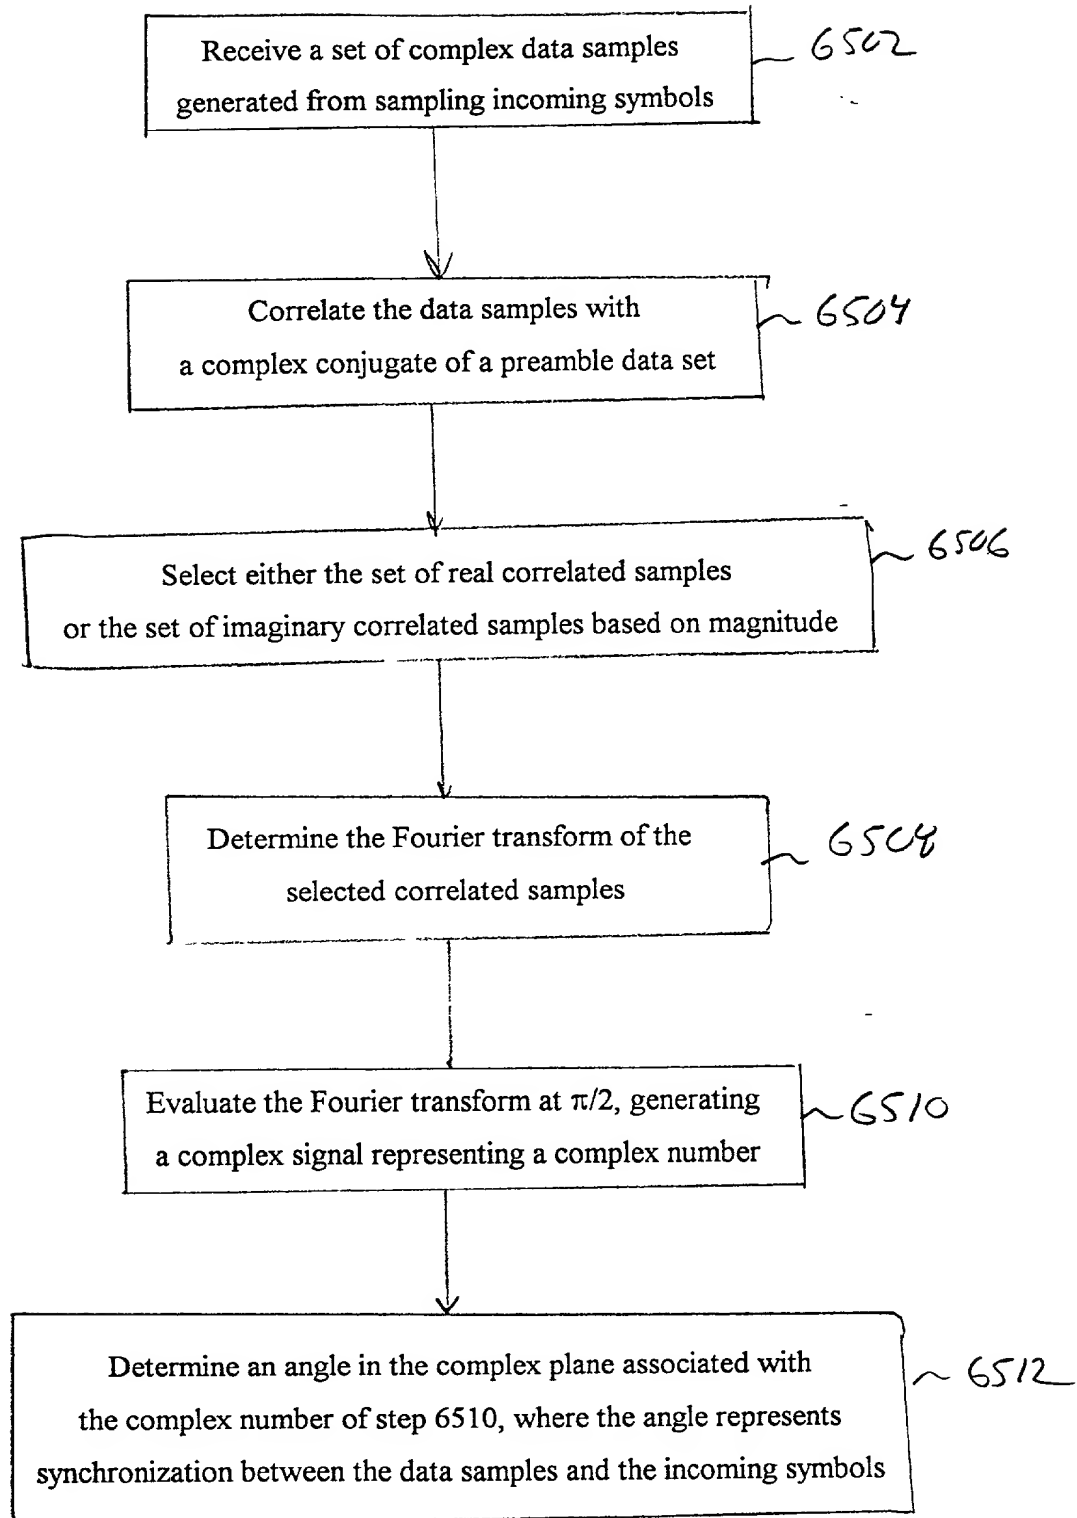 Receive a set of complex data samples
generated from sampling incoming symbols
6502
Correlate the data samples with
a complex conjugate of a preamble data set
6504
Select either the set of real correlated samples
or the set of imaginary correlated samples based on magnitude
6506
Determine the Fourier transform of the
selected correlated samples
6508
Evaluate the Fourier transform at π/2, generating
a complex signal representing a complex number
6510
Determine an angle in the complex plane associated with
the complex number of step 6510, where the angle represents
synchronization between the data samples and the incoming symbols
6512